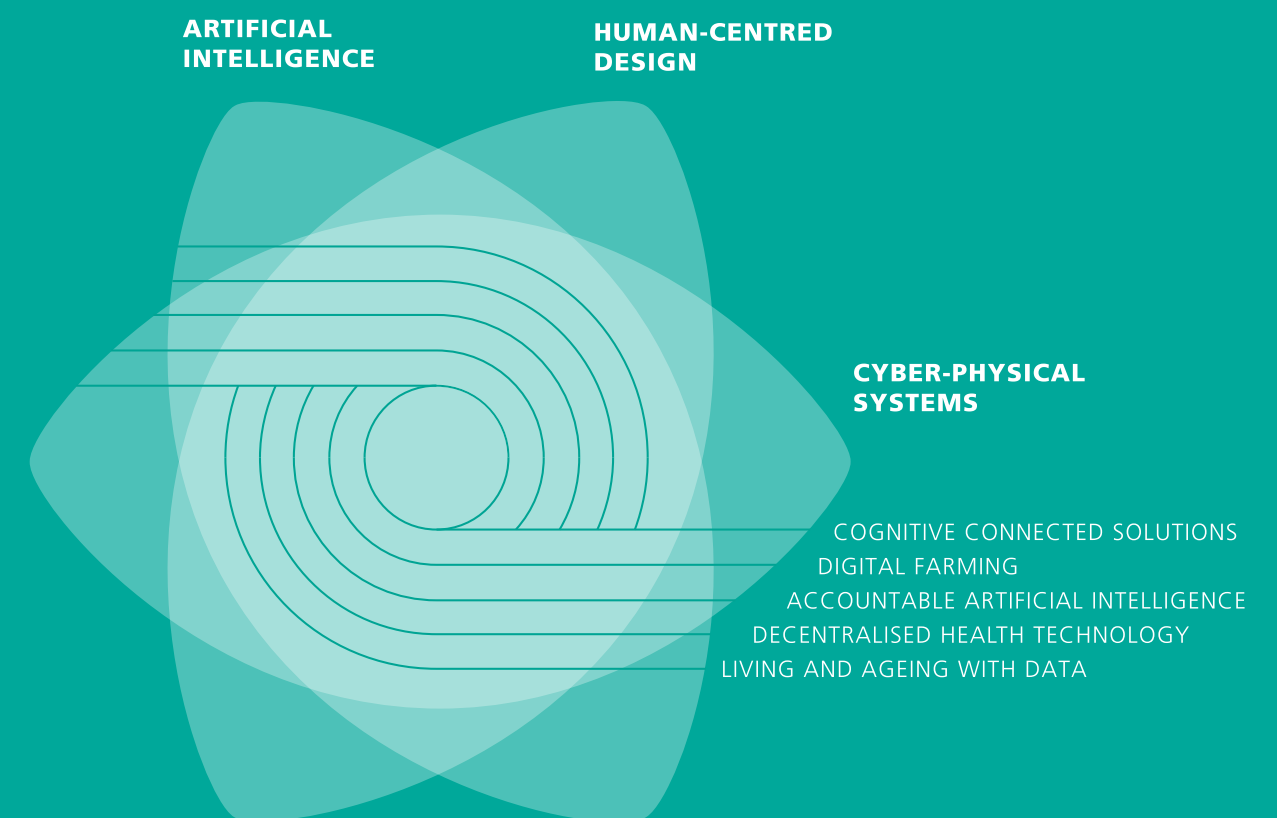 ARTIFICIAL
INTELLIGENCE
HUMAN-CENTRED
DESIGN
CYBER-PHYSICAL
SYSTEMS
COGNITIVE CONNECTED SOLUTIONS
DIGITAL FARMING
ACCOUNTABLE ARTIFICIAL INTELLIGENCE
DECENTRALISED HEALTH TECHNOLOGY
LIVING AND AGEING WITH DATA